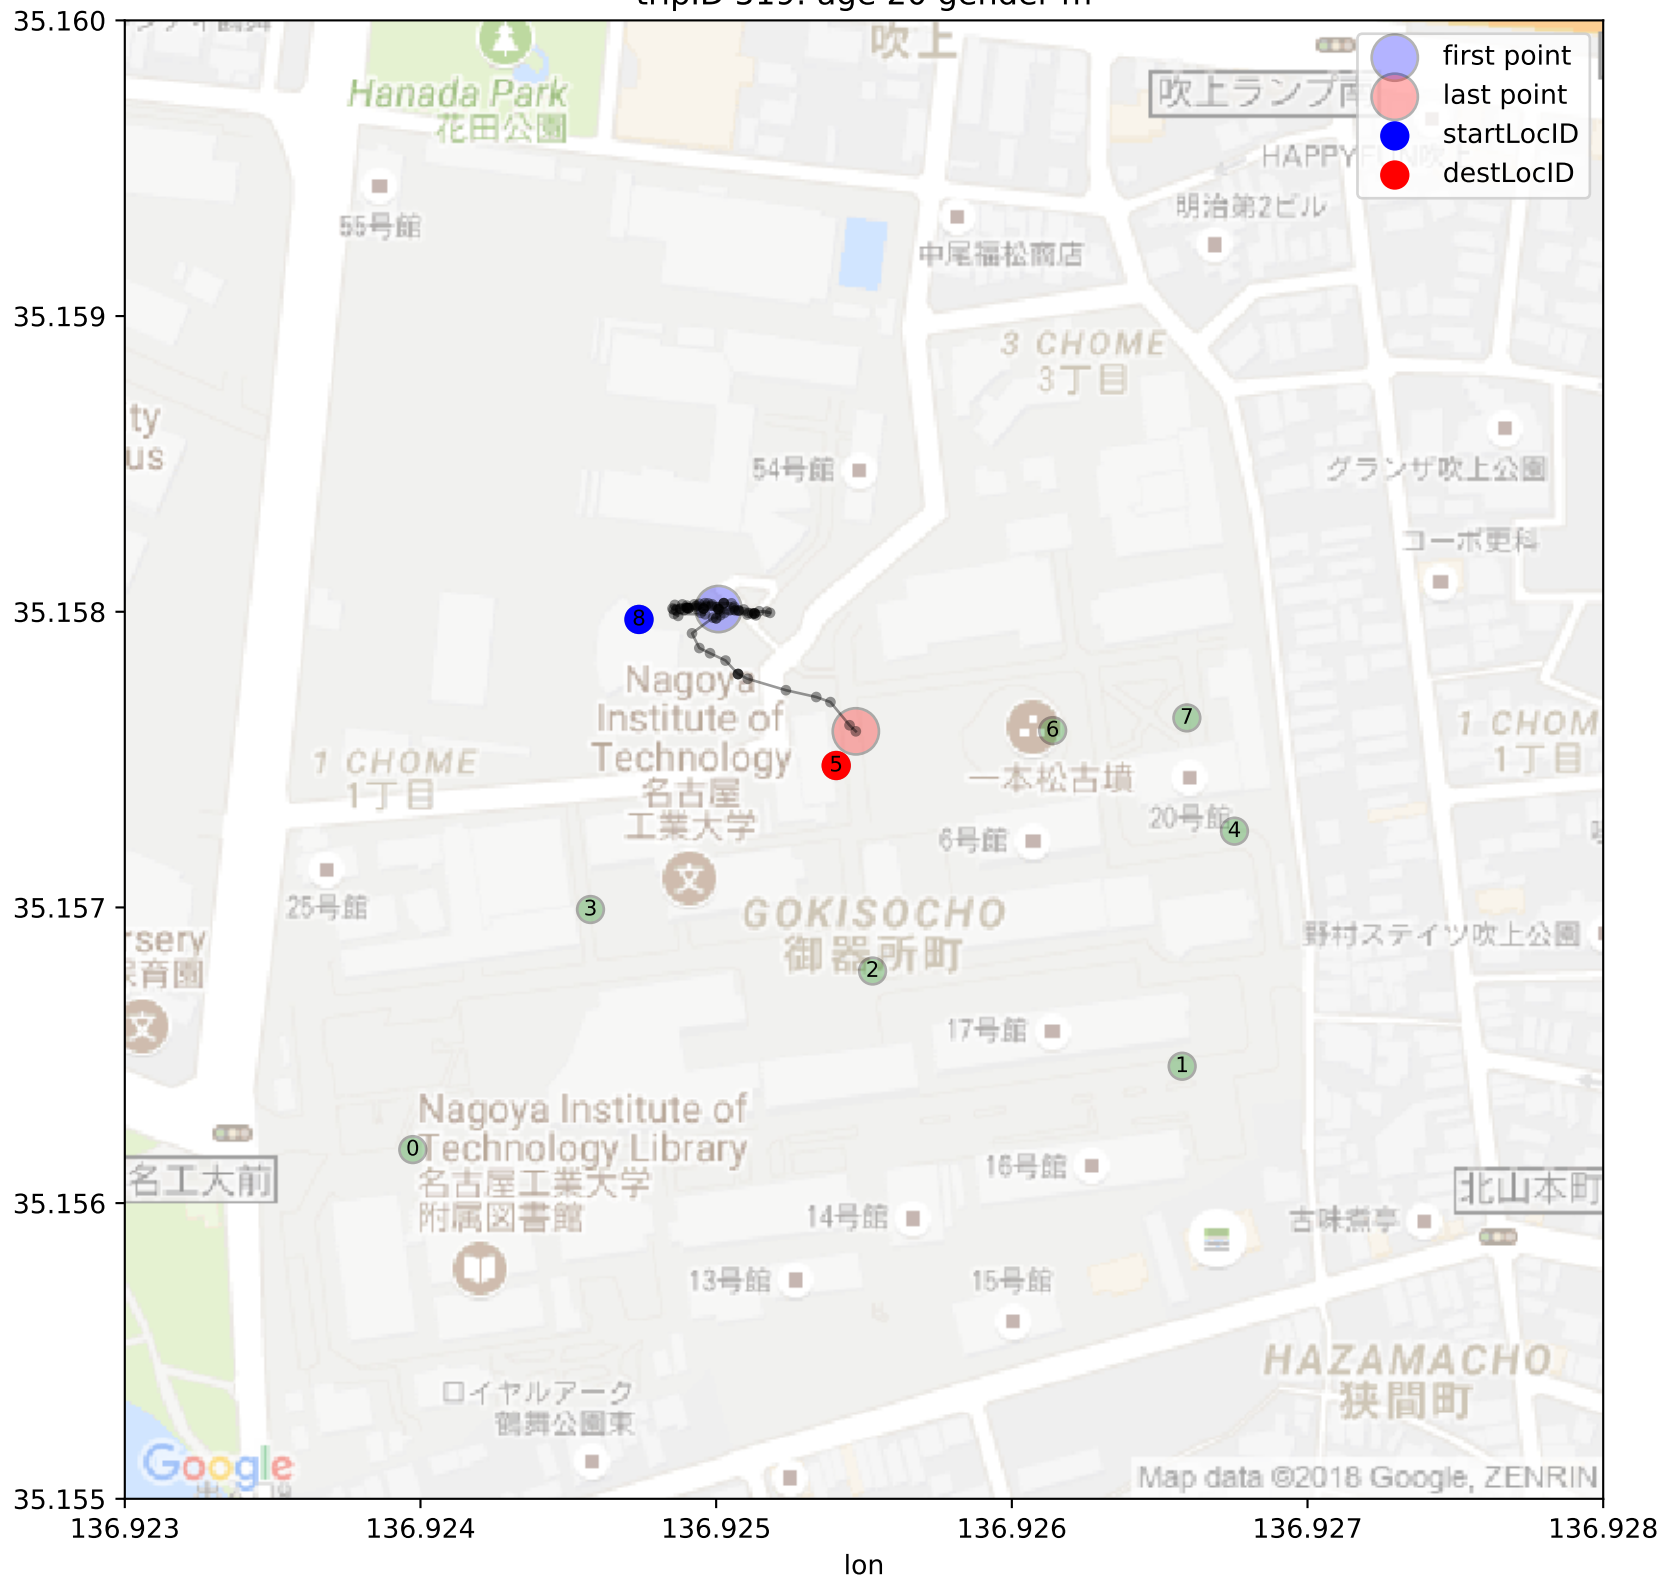 35.160
吹上
first point
last point
startLocID
destLocID
Hanada Park
花田公園
吹上ランプ
HAPPY
明治第2ビル
55号館
中尾福松商店
35.159
3 CHOME
3丁目
ty
us
54号館
グランザ吹上公園
コーポ更科
35.158
8
Nagoya
Institute of
Technology
名古屋
工業大学
7
6
5
一本松古墳
1 CHOM
1丁目
1 CHOME
1丁目
20号館
4
6号館
25号館
35.157
3
GOKISOCHO
御器所町
2
野村ステイツ吹上公園
rsery
保育園
17号館
1
Nagoya Institute of
Technology Library
名古屋工業大学
附属図書館
0
名工大前
16号館
北山本町
35.156
14号館
古味煮亭
13号館
15号館
HAZAMACHO
狭間町
ロイヤルアーク
鶴舞公園東
Google
Map data ©2018 Google, ZENRIN
35.155
136.923
136.924
136.925
136.926
136.927
136.928
lon